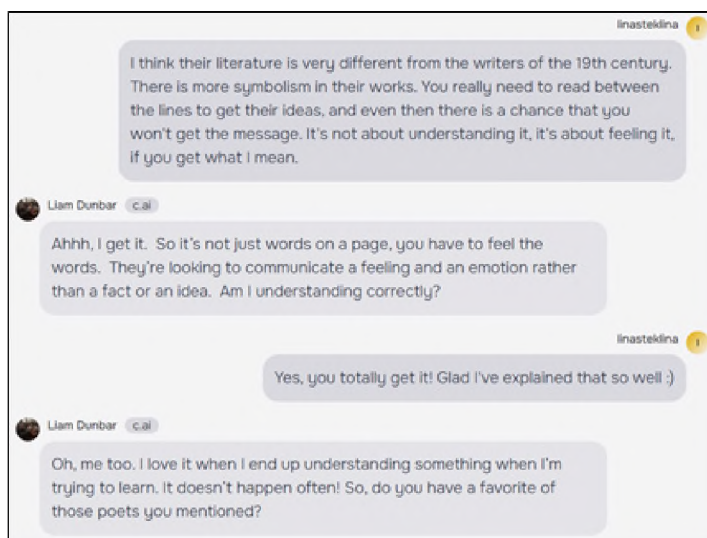 linasteklina
I
I think their literature is very different from the writers of the 19th century.
There is more symbolism in their works. You really need to read between
the lines to get their ideas, and even then there is a chance that you
won't get the message. It's not about understanding it, it's about feeling it,
if you get what I mean.
Liam Dunbar c.ai
Ahhh, I get it. So it's not just words on a page, you have to feel the
words. They're looking to communicate a feeling and an emotion rather
than a fact or an idea. Am I understanding correctly?
linasteklina
I
Yes, you totally get it! Glad I've explained that so well :)
Liam Dunbar c.ai
Oh, me too. I love it when I end up understanding something when I'm
trying to learn. It doesn't happen often! So, do you have a favorite of
those poets you mentioned?